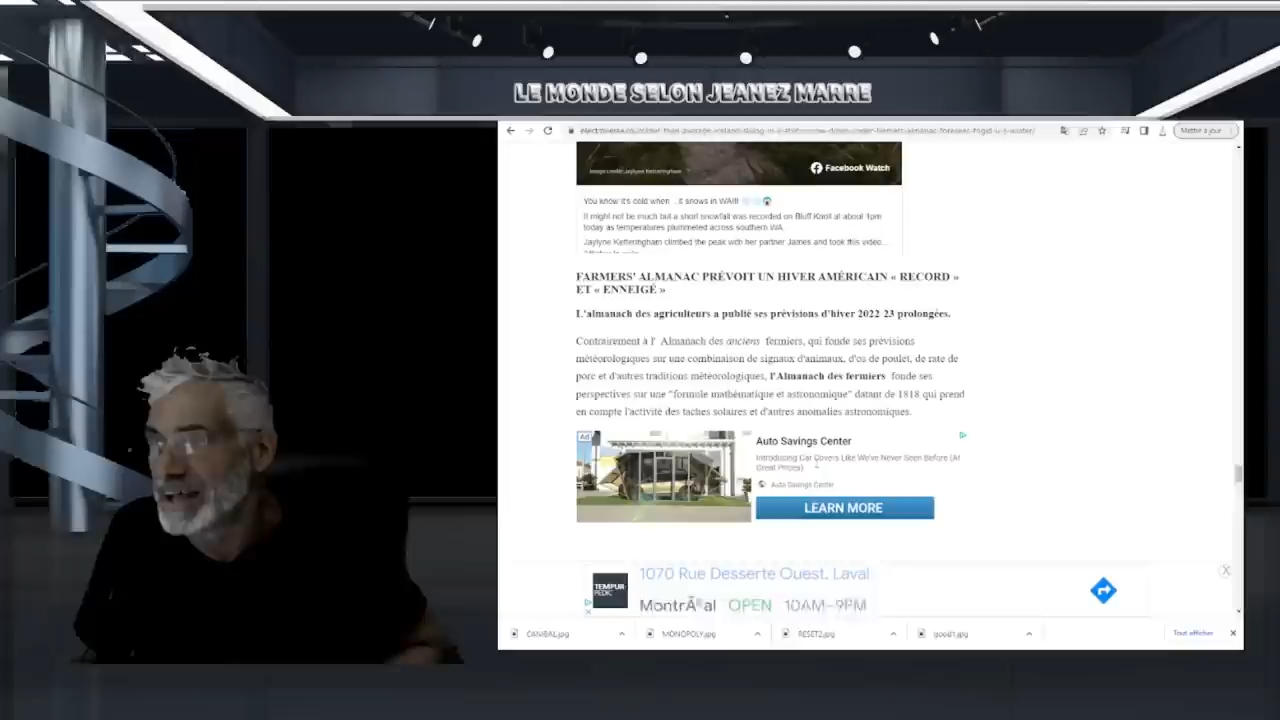 LE MONDE SELON JEANEZ MARRE
Mettre à jour
Image credit: Jaylyne Ketteringham
Facebook Watch
You know it's cold when ...it snows in WA!!!
It might not be much but a short snowfall was recorded on Bluff Knoll at about 1pm
today as temperatures plummeted across southern WA.
Jaylyne Ketteringham climbed the peak with her partner James and took this video...
FARMERS' ALMANAC PRÉVOIT UN HIVER AMÉRICAIN « RECORD »
ET « ENNEIGÉ »
L'almanach des agriculteurs a publié ses prévisions d'hiver 2022-23 prolongées.
Contrairement à l' Almanach des anciens fermiers, qui fonde ses prévisions
météorologiques sur une combinaison de signaux d'animaux, d'os de poulet, de rate de
porc et d'autres traditions météorologiques, l'Almanach des fermiers fonde ses
perspectives sur une "formule mathématique et astronomique" datant de 1818 qui prend
en compte l'activité des taches solaires et d'autres anomalies astronomiques.
Ad
Auto Savings Center
Introducing Car Covers Like We've Never Seen Before (At
Great Prices)
Auto Savings Center
LEARN MORE
TEMPUR-
PEDIC
1070 Rue Desserte Ouest, Laval
MontrÃ©al OPEN 10AM–9PM
CANIBAL.jpg
MONOPOLY.jpg
RESET2.jpg
good1.jpg
Tout afficher